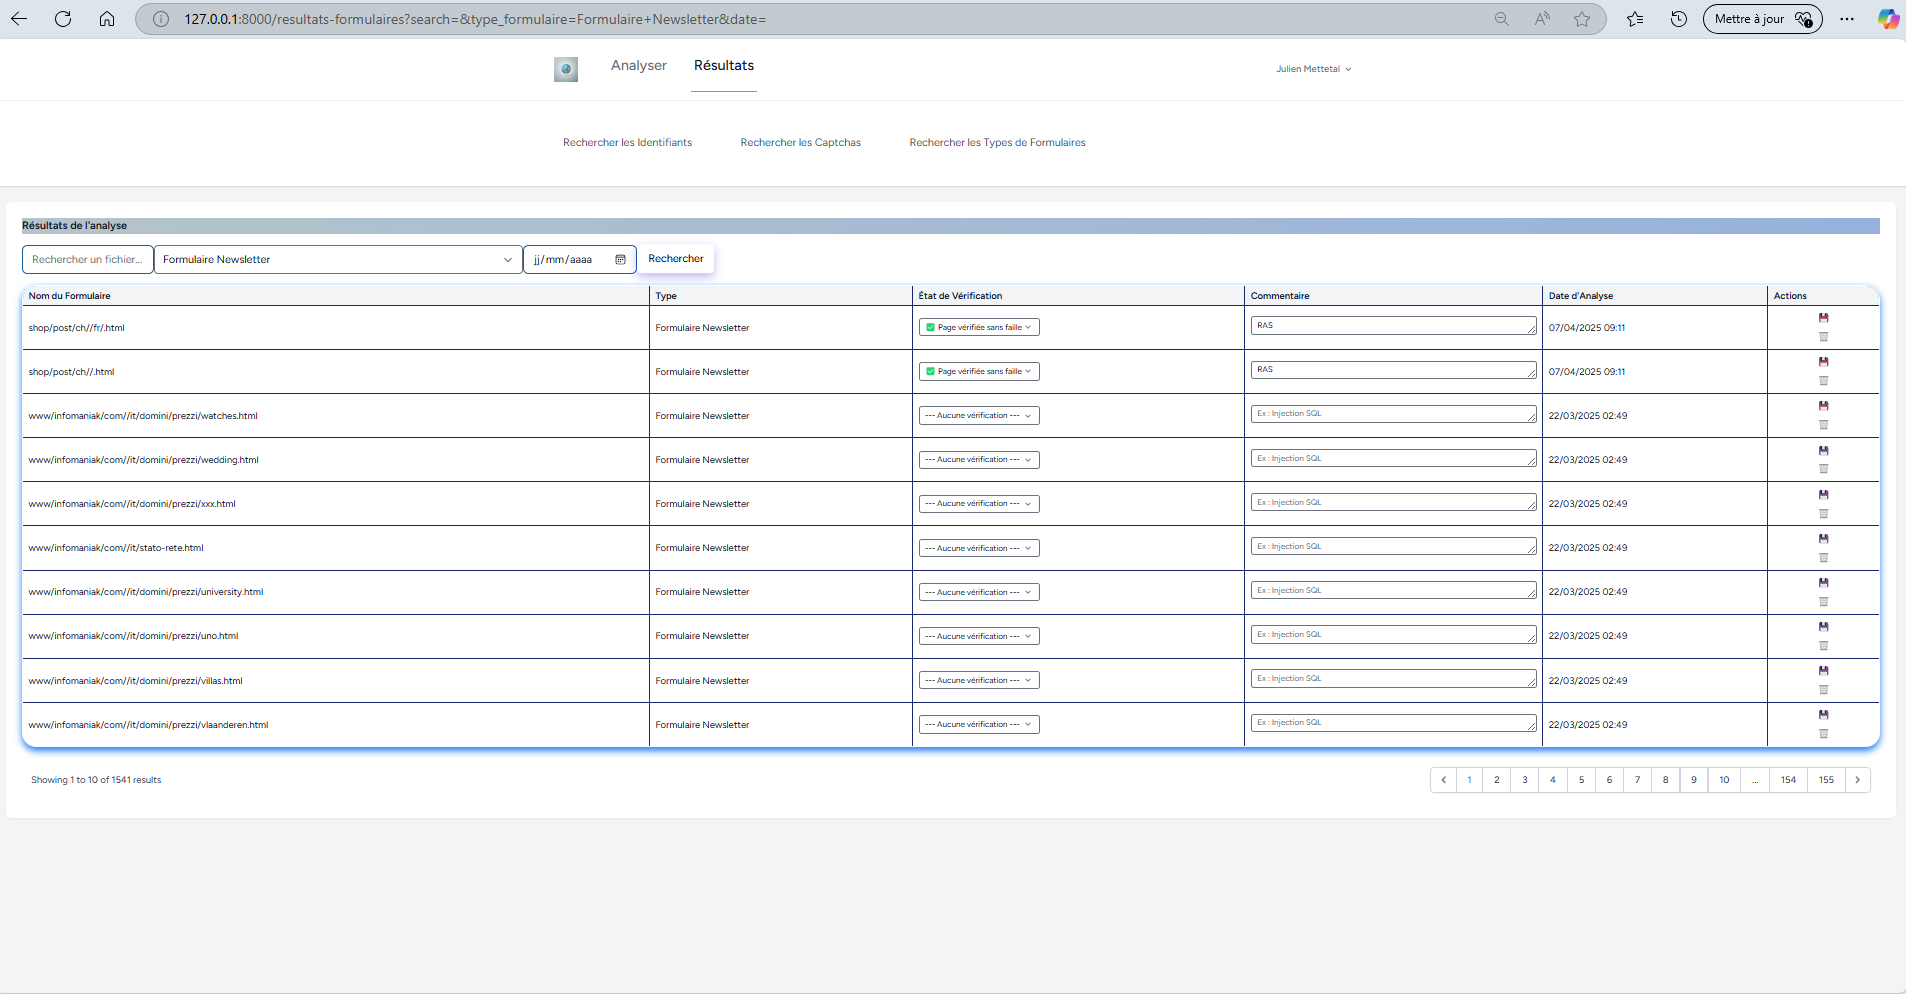 127.0.0.1:8000/resultats-formulaires?search=&type_formulaire=Formulaire+Newsletter&date=
Mettre à jour
Analyser
Résultats
Julien Mettetal
Rechercher les Identifiants
Rechercher les Captchas
Rechercher les Types de Formulaires
Résultats de l'analyse
Rechercher un fichier...
Formulaire Newsletter
jj/mm/aaaa
Rechercher
Nom du Formulaire Type État de Vérification Commentaire Date d'Analyse Actions
shop/post/ch//fr/.html Formulaire Newsletter Page vérifiée sans faille RAS 07/04/2025 09:11
shop/post/ch//.html Formulaire Newsletter Page vérifiée sans faille RAS 07/04/2025 09:11
www/infomaniak/com//it/domini/prezzi/watches.html Formulaire Newsletter --- Aucune vérification --- Ex : Injection SQL 22/03/2025 02:49
www/infomaniak/com//it/domini/prezzi/wedding.html Formulaire Newsletter --- Aucune vérification --- Ex : Injection SQL 22/03/2025 02:49
www/infomaniak/com//it/domini/prezzi/xxx.html Formulaire Newsletter --- Aucune vérification --- Ex : Injection SQL 22/03/2025 02:49
www/infomaniak/com//it/stato-rete.html Formulaire Newsletter --- Aucune vérification --- Ex : Injection SQL 22/03/2025 02:49
www/infomaniak/com//it/domini/prezzi/university.html Formulaire Newsletter --- Aucune vérification --- Ex : Injection SQL 22/03/2025 02:49
www/infomaniak/com//it/domini/prezzi/uno.html Formulaire Newsletter --- Aucune vérification --- Ex : Injection SQL 22/03/2025 02:49
www/infomaniak/com//it/domini/prezzi/villas.html Formulaire Newsletter --- Aucune vérification --- Ex : Injection SQL 22/03/2025 02:49
www/infomaniak/com//it/domini/prezzi/vlaanderen.html Formulaire Newsletter --- Aucune vérification --- Ex : Injection SQL 22/03/2025 02:49
Showing 1 to 10 of 1541 results
1 2 3 4 5 6 7 8 9 10 ... 154 155